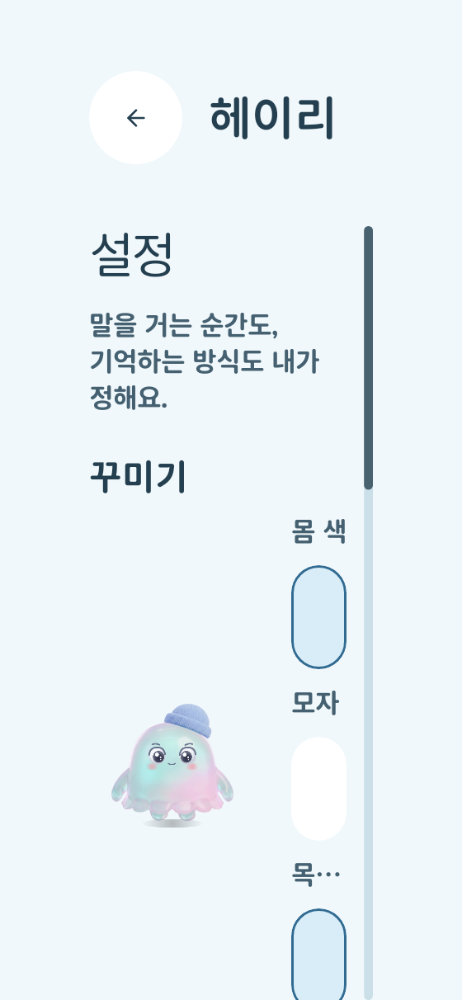 헤이리
설정
말을 거는 순간도,
기억하는 방식도 내가
정해요.
꾸미기
몸 색
모자
목…